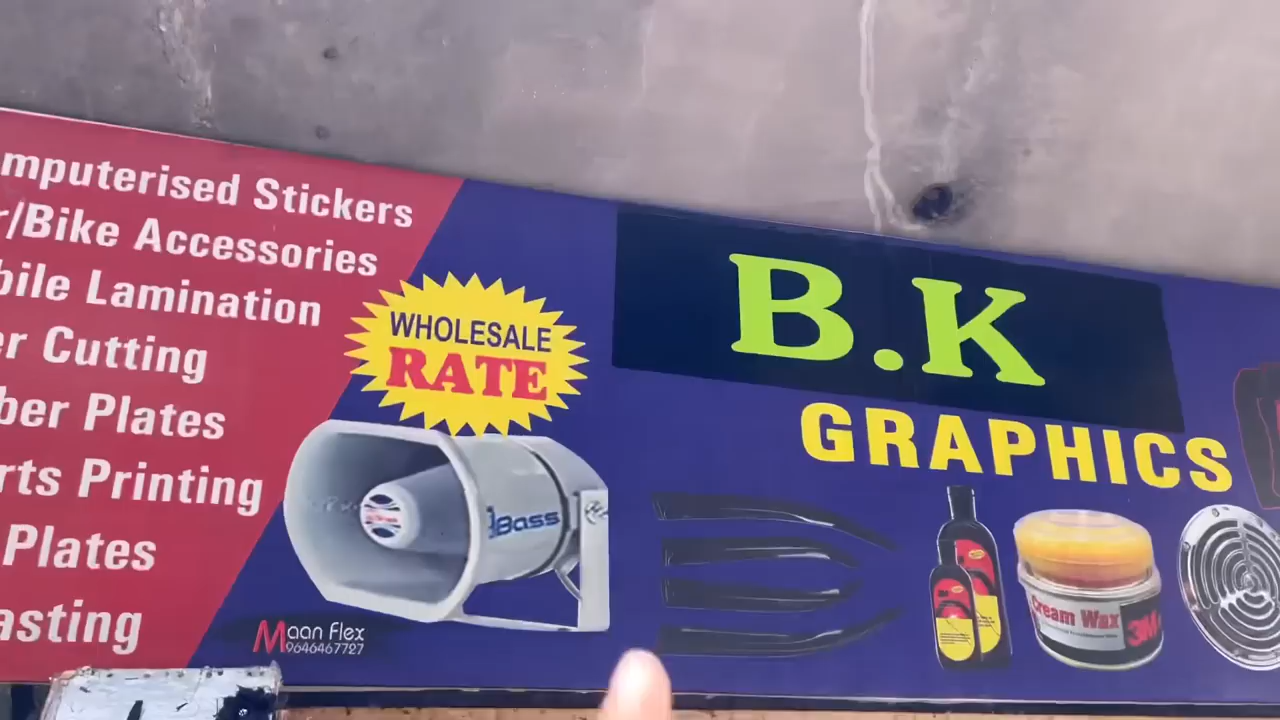 mputerised Stickers
r/Bike Accessories
bile Lamination
er Cutting
ber Plates
rts Printing
Plates
asting
WHOLESALE
RATE
Bass
Maan Flex
9646467727
B.K
GRAPHICS
Cream Wax
3M